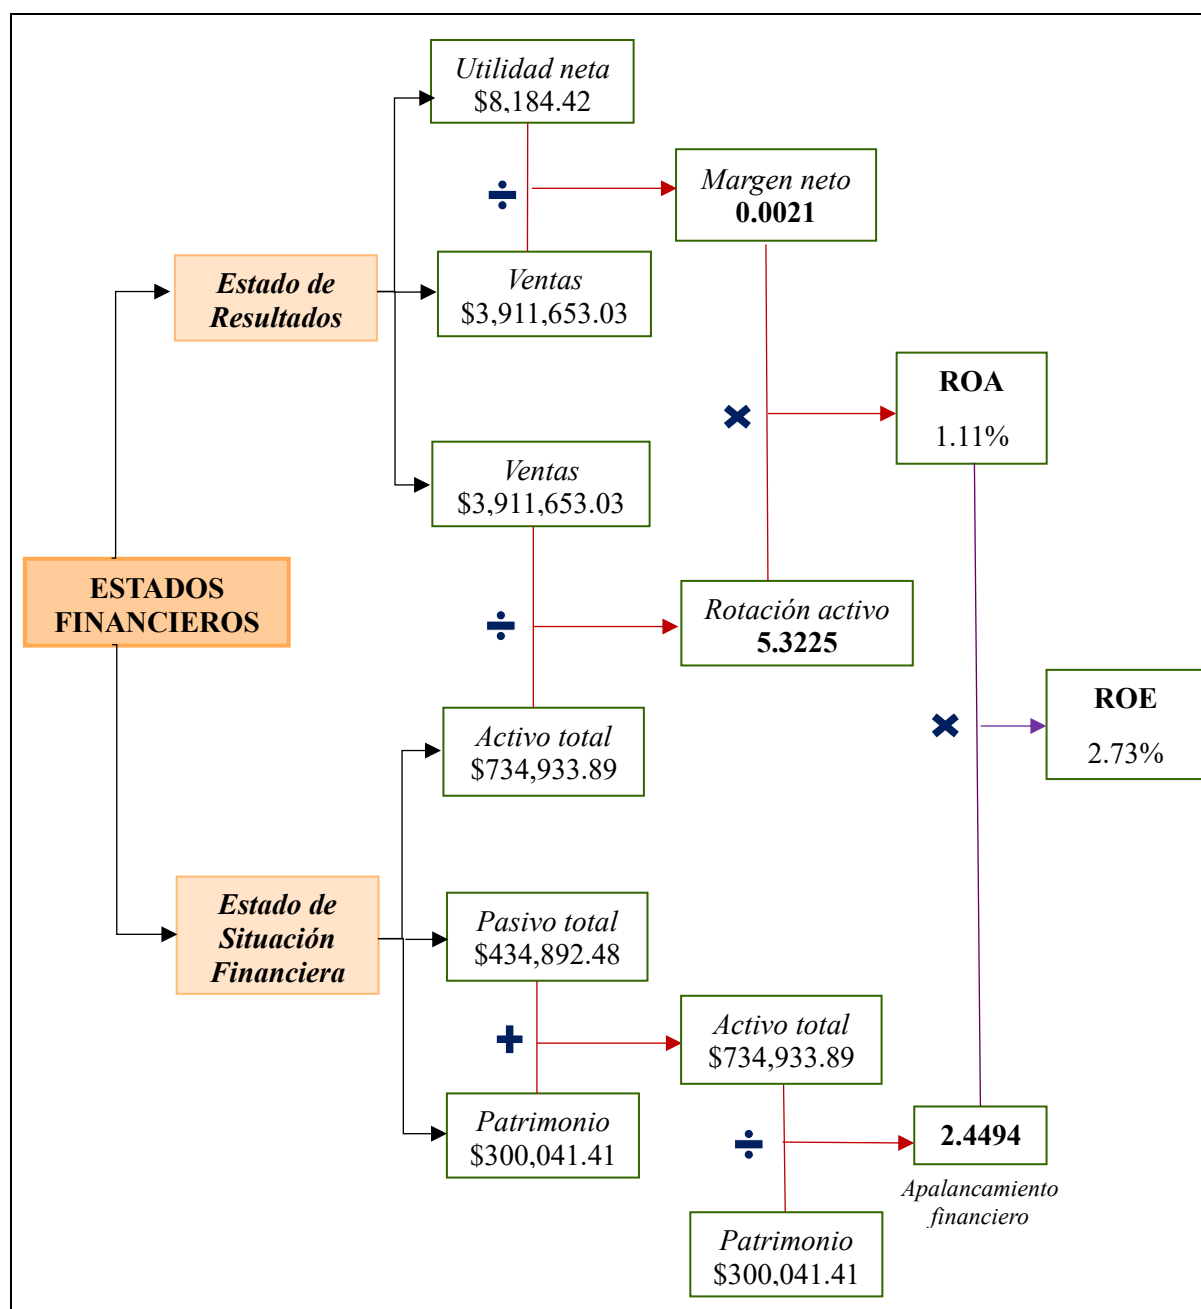 Utilidad neta
$8,184.42
÷
Margen neto
0.0021
Estado de
Resultados
Ventas
$3,911,653.03
ROA
1.11%
×
Ventas
$3,911,653.03
ESTADOS
FINANCIEROS
÷
Rotación activo
5.3225
ROE
2.73%
×
Activo total
$734,933.89
Estado de
Situación
Financiera
Pasivo total
$434,892.48
+
Activo total
$734,933.89
Patrimonio
$300,041.41
÷
2.4494
Apalancamiento
financiero
Patrimonio
$300,041.41